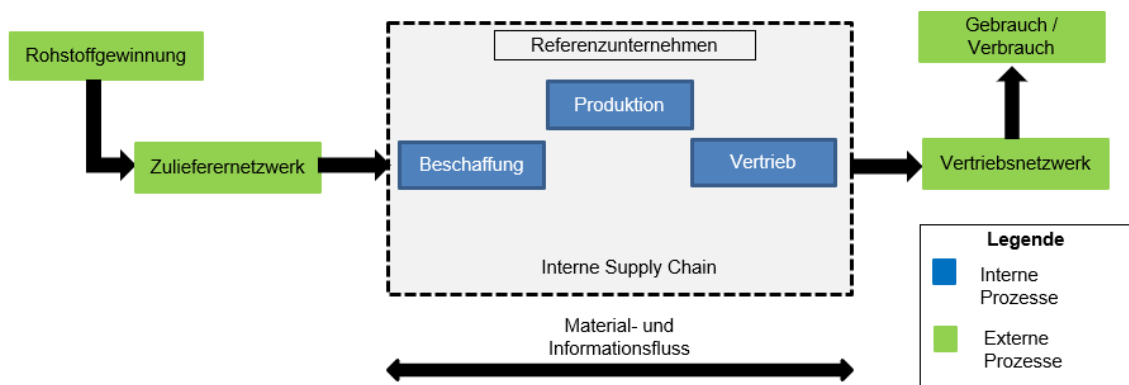 Rohstoffgewinnung
Zulieferernetzwerk
Referenzunternehmen
Produktion
Beschaffung
Vertrieb
Interne Supply Chain
Material- und
Informationsfluss
Gebrauch /
Verbrauch
Vertriebsnetzwerk
Legende
Interne
Prozesse
Externe
Prozesse